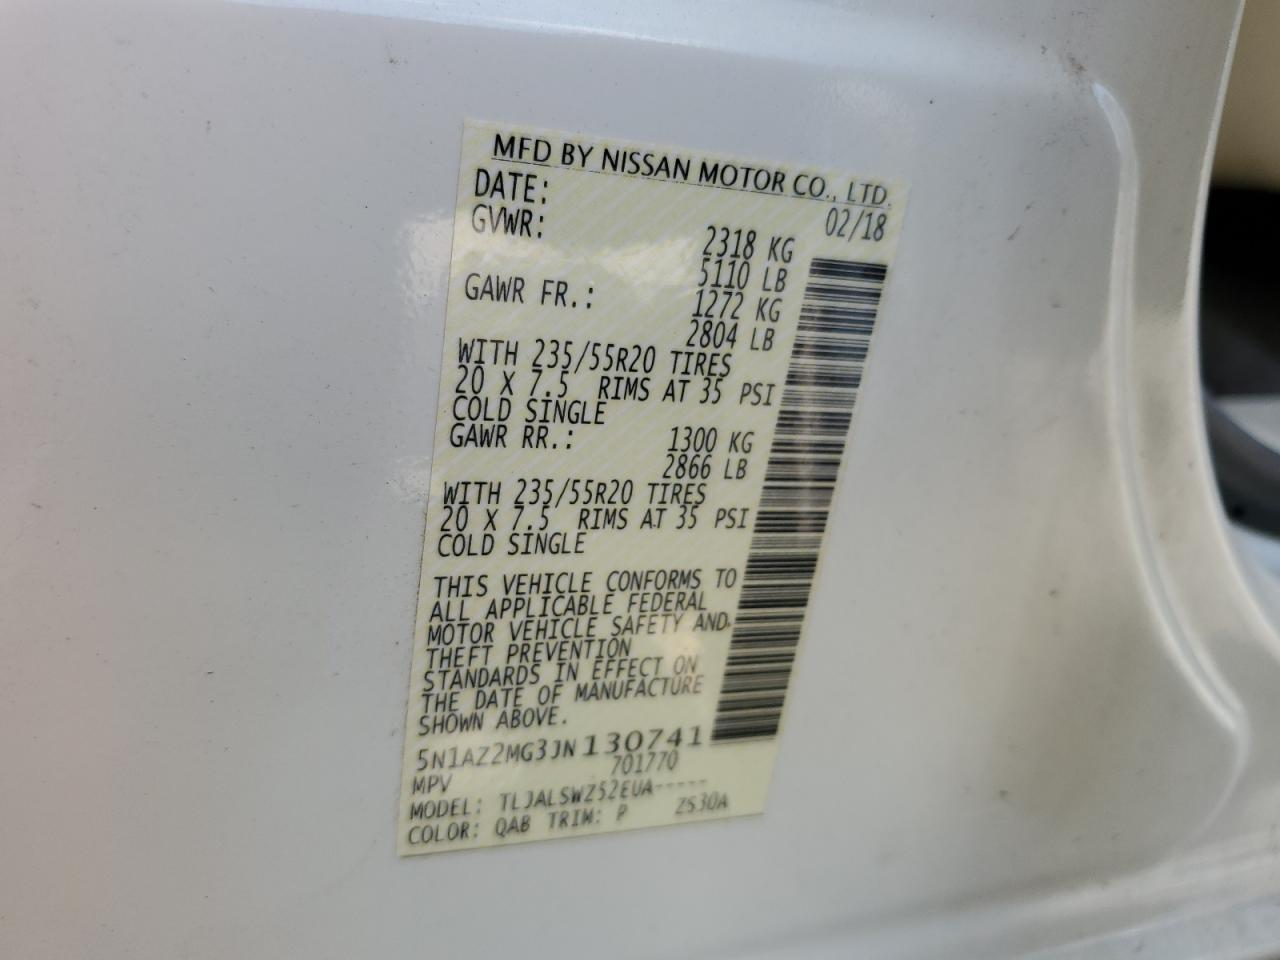 MFD BY NISSAN MOTOR CO., LTD.
DATE: 02/18
GVWR: 2318 KG
5110 LB
GAWR FR.: 1272 KG
2804 LB
WITH 235/55R20 TIRES
20 X 7.5 RIMS AT 35 PSI
COLD SINGLE
GAWR RR.: 1300 KG
2866 LB
WITH 235/55R20 TIRES
20 X 7.5 RIMS AT 35 PSI
COLD SINGLE
THIS VEHICLE CONFORMS TO
ALL APPLICABLE FEDERAL
MOTOR VEHICLE SAFETY AND
THEFT PREVENTION
STANDARDS IN EFFECT ON
THE DATE OF MANUFACTURE
SHOWN ABOVE.
5N1AZ2MG3JN130741
MPV 701770
MODEL: TLJALSWZ52EUA-----
COLOR: QAB TRIM: P ZS30A